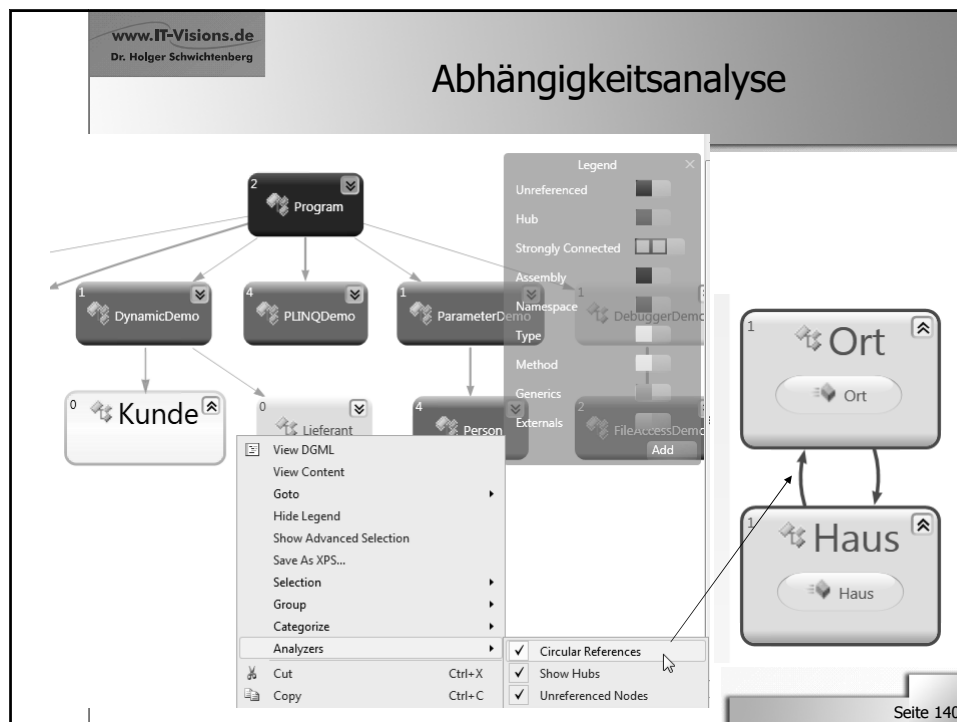 www.IT-Visions.de
Dr. Holger Schwichtenberg
Abhängigkeitsanalyse
2
Program
1
DynamicDemo
4
PLINQDemo
1
ParameterDemo
1
DebuggerDemo
0
Kunde
0
Lieferant
4
Person
2
FileAccessDemo
Legend
Unreferenced
Hub
Strongly Connected
Assembly
Namespace
Type
Method
Generics
Externals
Add
View DGML
View Content
Goto
Hide Legend
Show Advanced Selection
Save As XPS...
Selection
Group
Categorize
Analyzers
Cut Ctrl+X
Copy Ctrl+C
Circular References
Show Hubs
Unreferenced Nodes
1
Ort
Ort
1
Haus
Haus
Seite 140